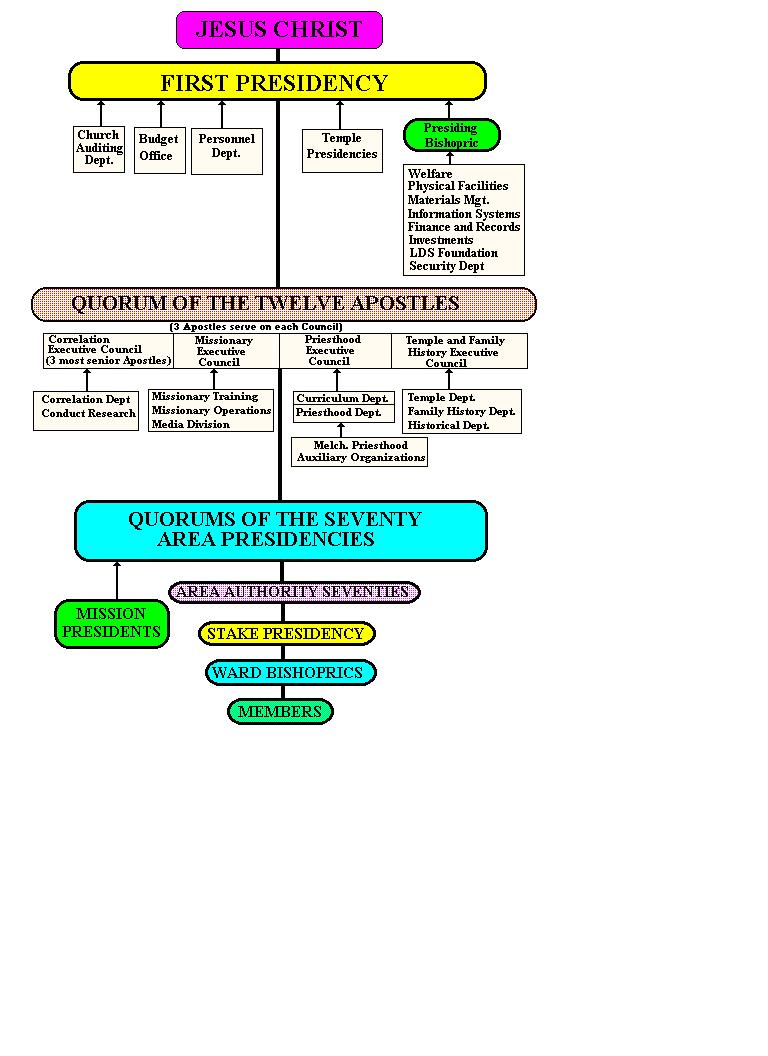 JESUS CHRIST
FIRST PRESIDENCY
Church
Auditing
Dept.
Budget
Office
Personnel
Dept.
Temple
Presidencies
Presiding
Bishopric
Welfare
Physical Facilities
Materials Mgt.
Information Systems
Finance and Records
Investments
LDS Foundation
Security Dept
QUORUM OF THE TWELVE APOSTLES
(3 Apostles serve on each Council)
Correlation
Executive Council
(3 most senior Apostles)
Missionary
Executive
Council
Priesthood
Executive
Council
Temple and Family
History Executive
Council
Correlation Dept
Conduct Research
Missionary Training
Missionary Operations
Media Division
Curriculum Dept.
Priesthood Dept.
Temple Dept.
Family History Dept.
Historical Dept.
Melch. Priesthood
Auxiliary Organizations
QUORUMS OF THE SEVENTY
AREA PRESIDENCIES
AREA AUTHORITY SEVENTIES
MISSION
PRESIDENTS
STAKE PRESIDENCY
WARD BISHOPRICS
MEMBERS